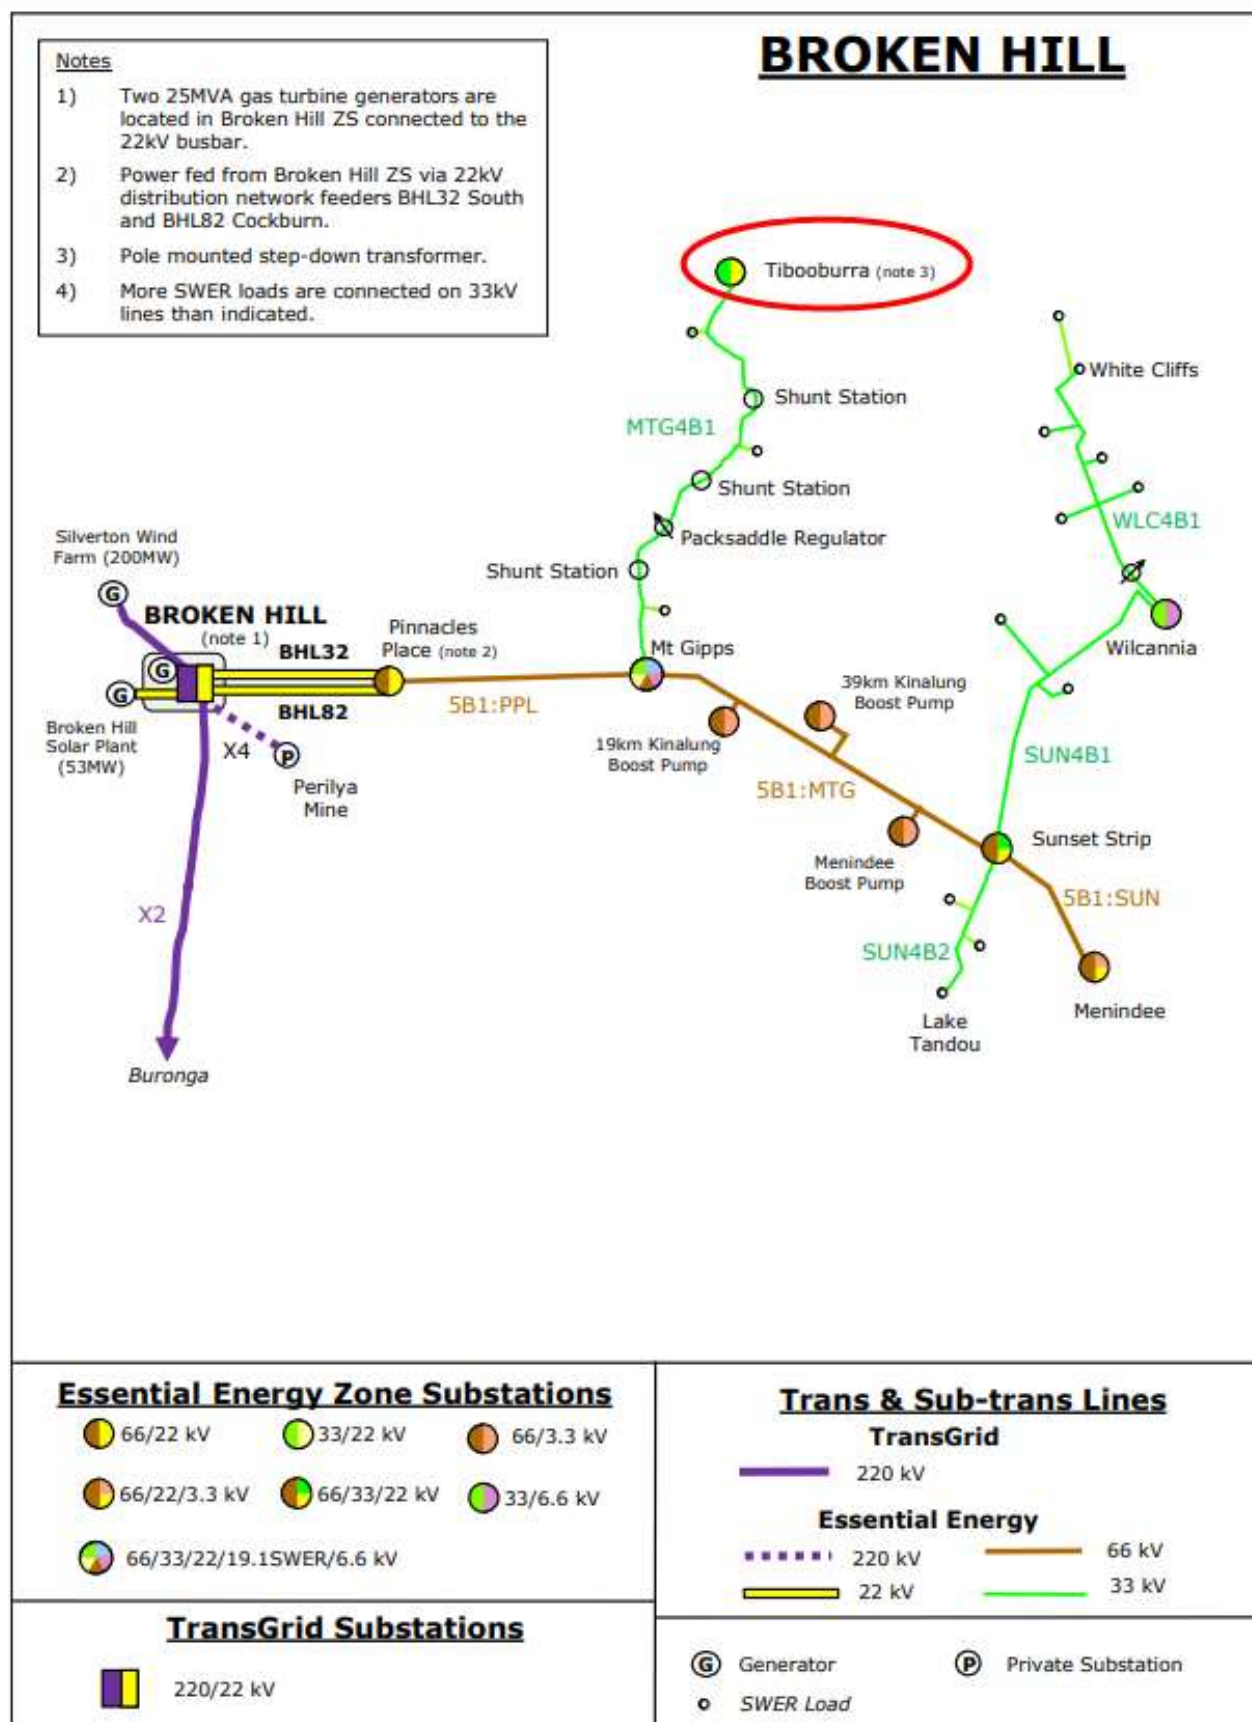 BROKEN HILL
Notes
1) Two 25MVA gas turbine generators are
located in Broken Hill ZS connected to the
22kV busbar.
2) Power fed from Broken Hill ZS via 22kV
distribution network feeders BHL32 South
and BHL82 Cockburn.
3) Pole mounted step-down transformer.
4) More SWER loads are connected on 33kV
lines than indicated.
Tibooburra (note 3)
White Cliffs
Shunt Station
MTG4B1
Shunt Station
WLC4B1
Packsaddle Regulator
Silverton Wind
Farm (200MW)
G
Shunt Station
BROKEN HILL
(note 1)
Pinnacles
Place (note 2)
Mt Gipps
Wilcannia
BHL32
G
G
BHL82
5B1:PPL
39km Kinalung
Boost Pump
19km Kinalung
Boost Pump
Broken Hill
Solar Plant
(53MW)
X4
P
Perilya
Mine
5B1:MTG
SUN4B1
Sunset Strip
Menindee
Boost Pump
5B1:SUN
X2
SUN4B2
Lake
Tandou
Menindee
Buronga
Essential Energy Zone Substations
66/22 kV
33/22 kV
66/3.3 kV
66/22/3.3 kV
66/33/22 kV
33/6.6 kV
66/33/22/19.1SWER/6.6 kV
TransGrid Substations
220/22 kV
Trans & Sub-trans Lines
TransGrid
220 kV
Essential Energy
220 kV
66 kV
22 kV
33 kV
G Generator
P Private Substation
SWER Load